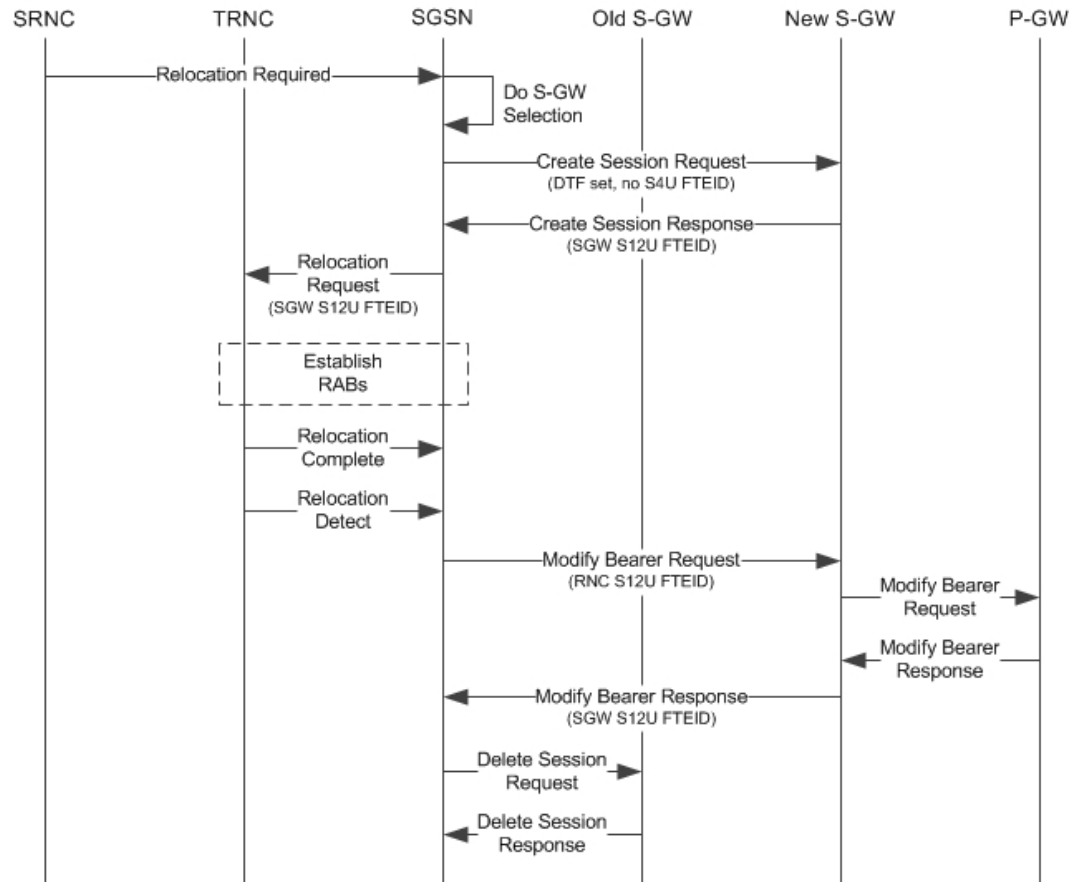 SRNC
TRNC
SGSN
Old S-GW
New S-GW
P-GW
Relocation Required
Do S-GW
Selection
Create Session Request
(DTF set, no S4U FTEID)
Create Session Response
(SGW S12U FTEID)
Relocation
Request
(SGW S12U FTEID)
Establish
RABs
Relocation
Complete
Relocation
Detect
Modify Bearer Request
(RNC S12U FTEID)
Modify Bearer
Request
Modify Bearer
Response
Modify Bearer Response
(SGW S12U FTEID)
Delete Session
Request
Delete Session
Response